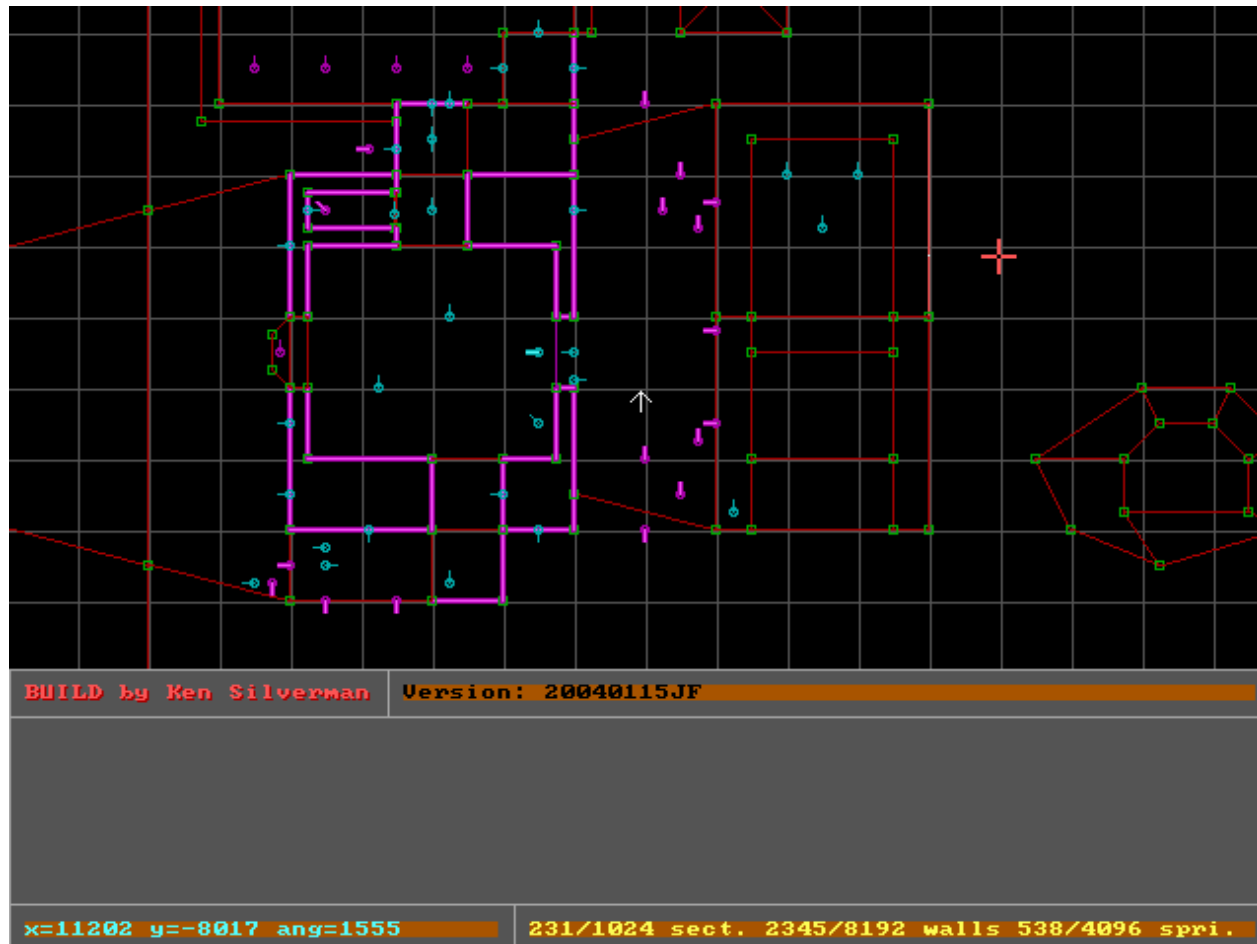 BUILD by Ken Silverman
Version: 20040115JF
x=11202 y=-8017 ang=1555
231/1024 sect. 2345/8192 walls 538/4096 spri.